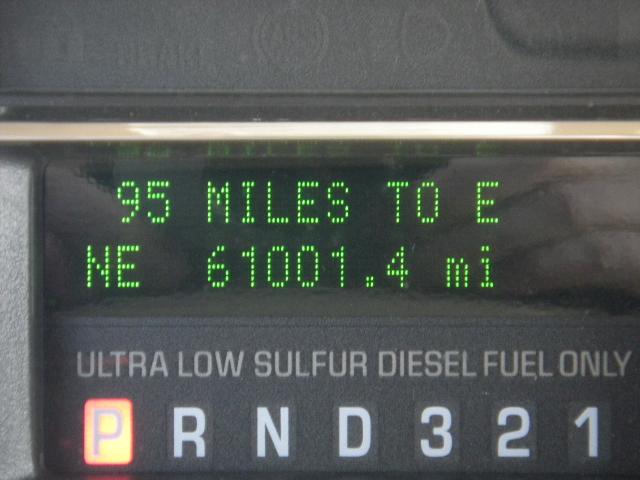 95 MILES TO E
NE 61001.4 mi
ULTRA LOW SULFUR DIESEL FUEL ONLY
P R N D 3 2 1